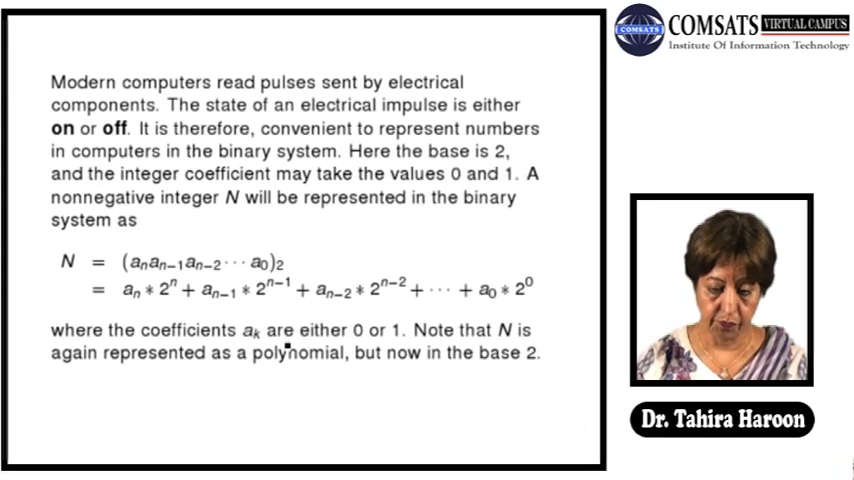 Modern computers read pulses sent by electrical
components. The state of an electrical impulse is either
on or off. It is therefore, convenient to represent numbers
in computers in the binary system. Here the base is 2,
and the integer coefficient may take the values 0 and 1. A
nonnegative integer N will be represented in the binary
system as
N = (aₙaₙ₋₁aₙ₋₂ ⋯ a₀)₂
= aₙ * 2ⁿ + aₙ₋₁ * 2ⁿ⁻¹ + aₙ₋₂ * 2ⁿ⁻² + ⋯ + a₀ * 2⁰
where the coefficients aₖ are either 0 or 1. Note that N is
again represented as a polynomial, but now in the base 2.
COMSATS
COMSATS VIRTUAL CAMPUS
Institute Of Information Technology
Dr. Tahira Haroon